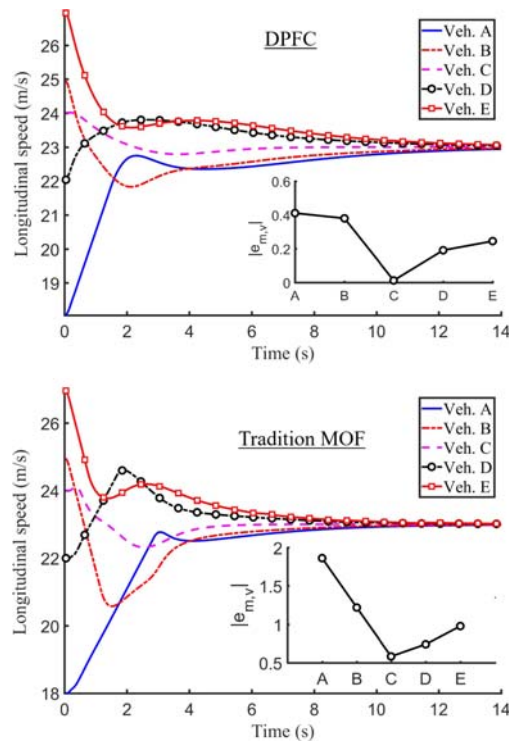 DPFC
Veh. A
Veh. B
Veh. C
Veh. D
Veh. E
Longitudinal speed (m/s)
26
25
24
23
22
21
20
19
18
0 2 4 6 8 10 12 14
Time (s)
|e_{m,v}|
0.6
0.4
0.2
0
A B C D E
Tradition MOF
Veh. A
Veh. B
Veh. C
Veh. D
Veh. E
Longitudinal speed (m/s)
26
24
22
20
18
0 2 4 6 8 10 12 14
Time (s)
|e_{m,v}|
2
1.5
1
0.5
A B C D E